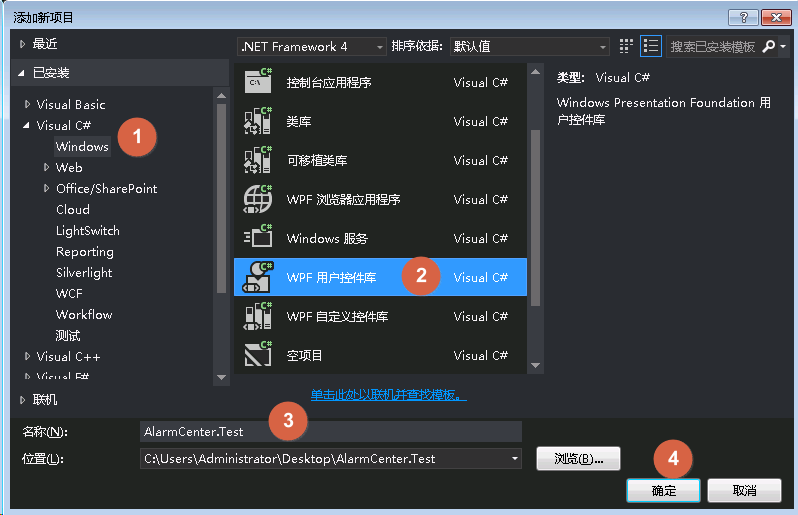 添加新项目
最近
.NET Framework 4
排序依据:
默认值
搜索已安装模板
已安装
Visual Basic
Visual C#
1
Windows
Web
Office/SharePoint
Cloud
LightSwitch
Reporting
Silverlight
WCF
Workflow
测试
Visual C++
Visual F#
联机
控制台应用程序 Visual C#
类库 Visual C#
可移植类库 Visual C#
WPF 浏览器应用程序 Visual C#
Windows 服务 Visual C#
WPF 用户控件库 2 Visual C#
WPF 自定义控件库 Visual C#
空项目 Visual C#
单击此处以联机并查找模板。
类型: Visual C#
Windows Presentation Foundation 用
户控件库
3
名称(N): AlarmCenter.Test
位置(L): C:\Users\Administrator\Desktop\AlarmCenter.Test
浏览(B)...
4
确定
取消